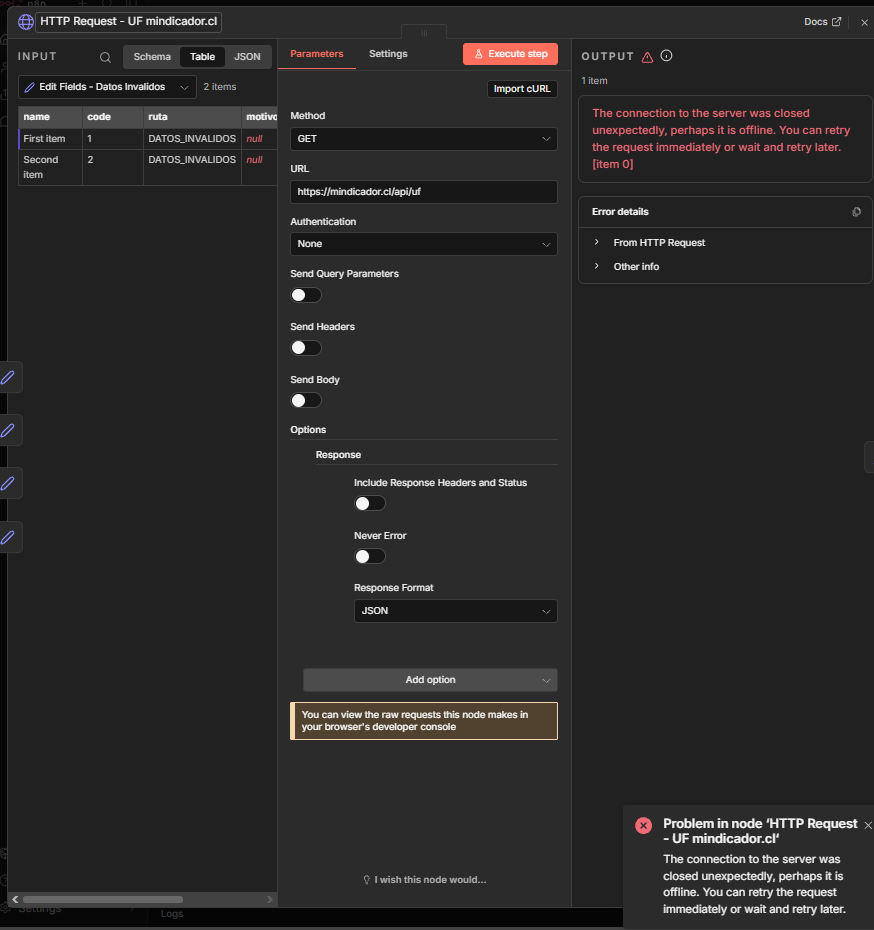 HTTP Request - UF mindicador.cl
Docs
INPUT
Schema
Table
JSON
Edit Fields - Datos Invalidos
2 items
name code ruta motivo
First item 1 DATOS_INVALIDOS null
Second item 2 DATOS_INVALIDOS null
Parameters
Settings
Execute step
Import cURL
Method
GET
URL
https://mindicador.cl/api/uf
Authentication
None
Send Query Parameters
Send Headers
Send Body
Options
Response
Include Response Headers and Status
Never Error
Response Format
JSON
Add option
You can view the raw requests this node makes in
your browser's developer console
I wish this node would...
OUTPUT
1 item
The connection to the server was closed
unexpectedly, perhaps it is offline. You can retry
the request immediately or wait and retry later.
[item 0]
Error details
From HTTP Request
Other info
Problem in node ‘HTTP Request
- UF mindicador.cl‘
The connection to the server was
closed unexpectedly, perhaps it is
offline. You can retry the request
immediately or wait and retry later.
Settings
Logs